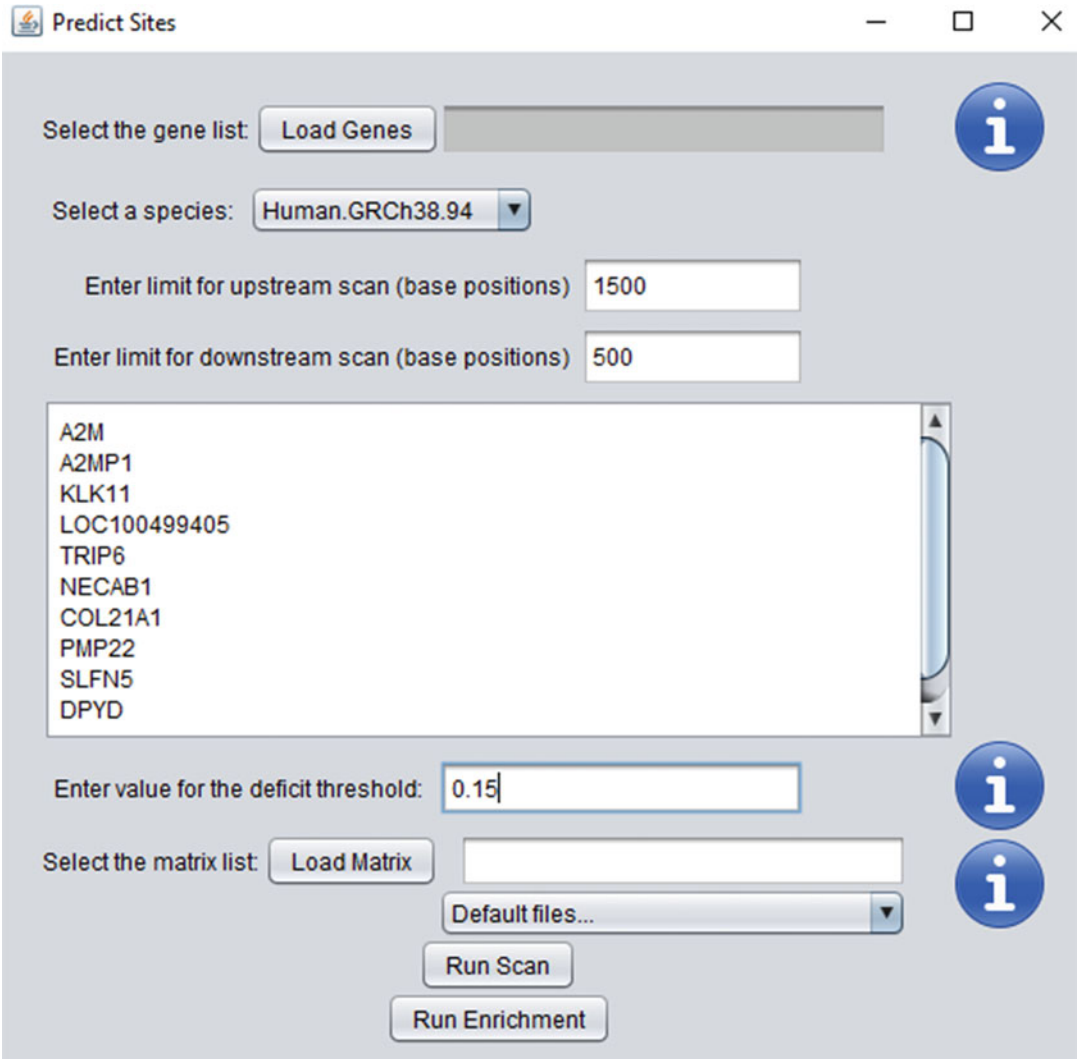 Predict Sites
Select the gene list: Load Genes
Select a species: Human.GRCh38.94
Enter limit for upstream scan (base positions) 1500
Enter limit for downstream scan (base positions) 500
A2M
A2MP1
KLK11
LOC100499405
TRIP6
NECAB1
COL21A1
PMP22
SLFN5
DPYD
Enter value for the deficit threshold: 0.15
Select the matrix list: Load Matrix
Default files...
Run Scan
Run Enrichment